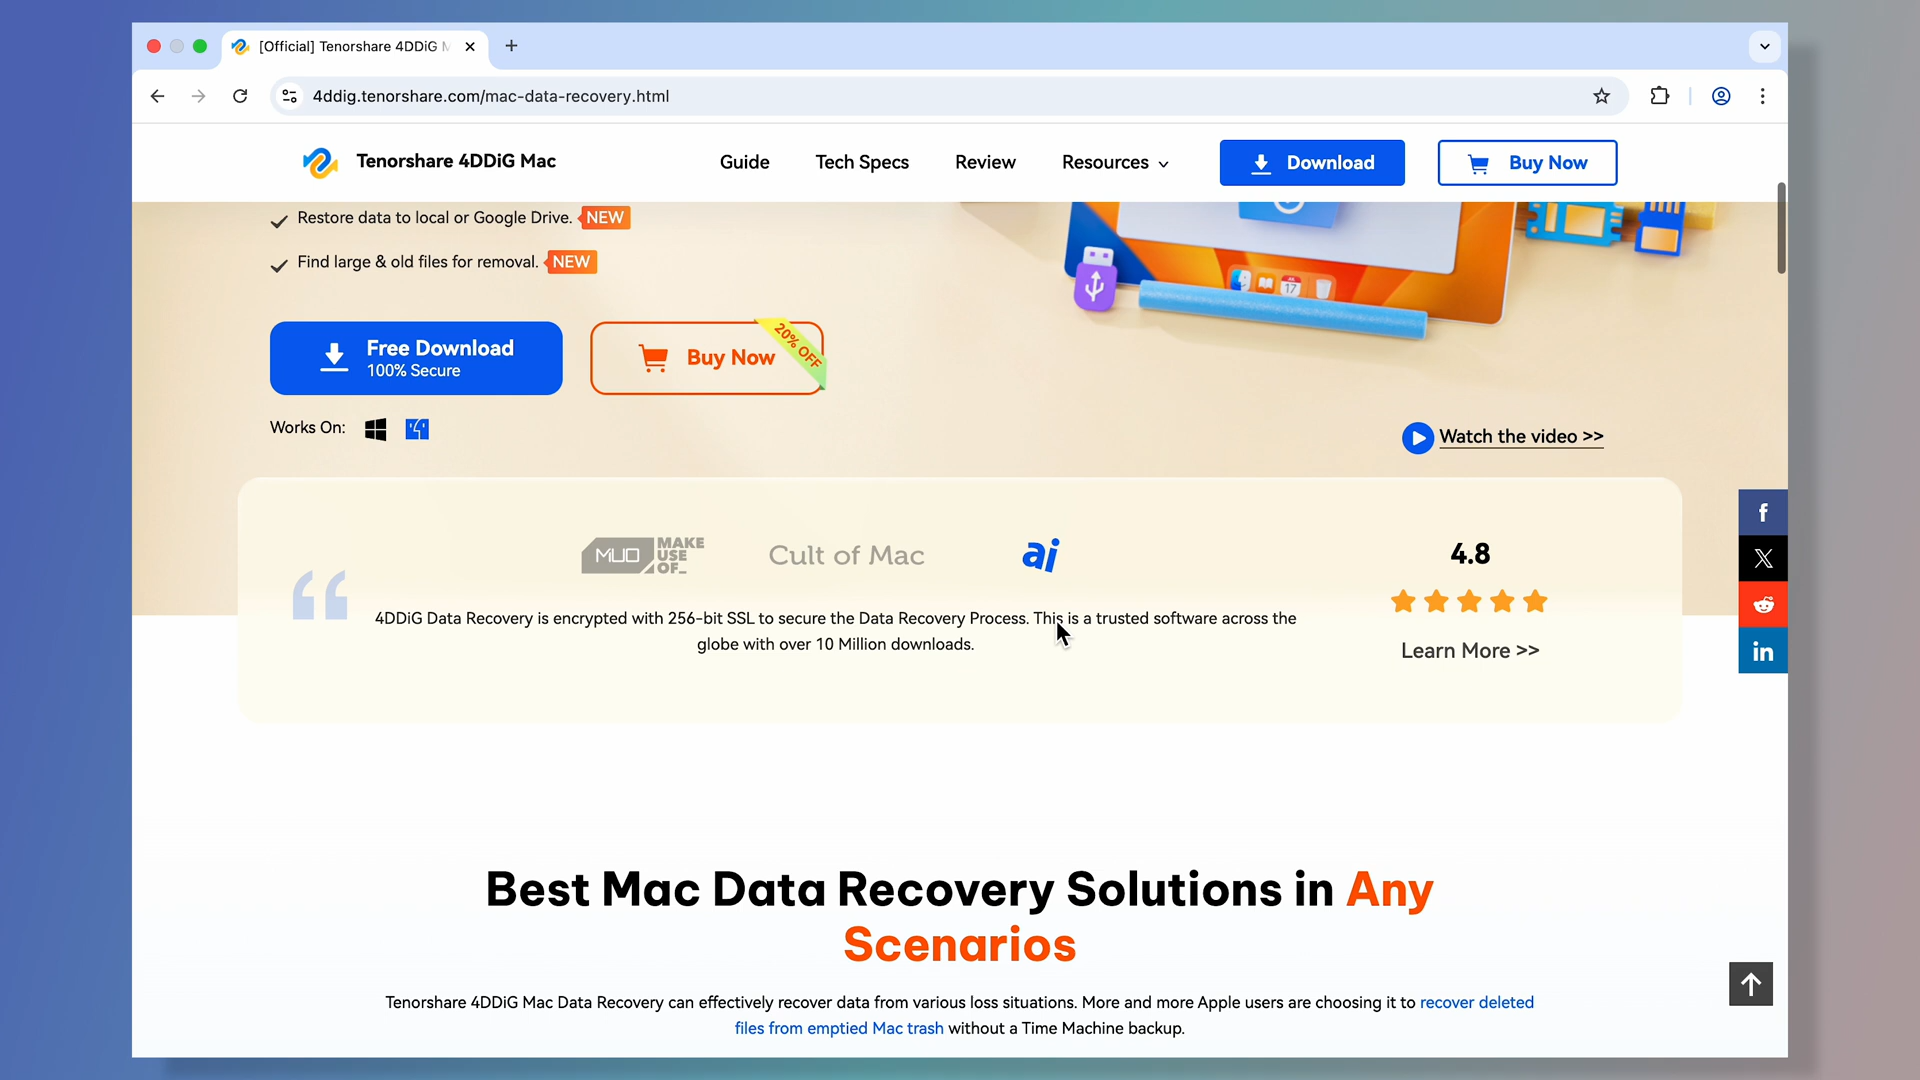 [Official] Tenorshare 4DDiG M
4ddig.tenorshare.com/mac-data-recovery.html
Tenorshare 4DDiG Mac
Guide
Tech Specs
Review
Resources
Download
Buy Now
Restore data to local or Google Drive. NEW
Find large & old files for removal. NEW
17
Free Download
100% Secure
Buy Now
20% OFF
Works On:
Watch the video >>
MUO MAKE USE OF_
Cult of Mac
ai
4DDiG Data Recovery is encrypted with 256-bit SSL to secure the Data Recovery Process. This is a trusted software across the
globe with over 10 Million downloads.
4.8
Learn More >>
f
X
in
Best Mac Data Recovery Solutions in Any
Scenarios
Tenorshare 4DDiG Mac Data Recovery can effectively recover data from various loss situations. More and more Apple users are choosing it to recover deleted
files from emptied Mac trash without a Time Machine backup.